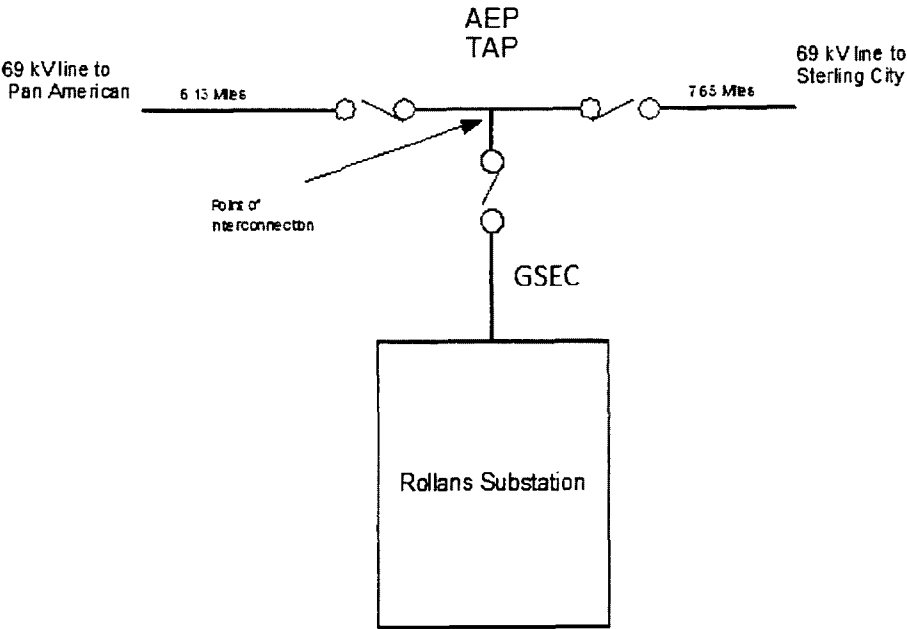 AEP
TAP
69 kV line to
Pan American
6.13 Miles
7.65 Miles
69 kV line to
Sterling City
Point of
Interconnection
GSEC
Rollans Substation